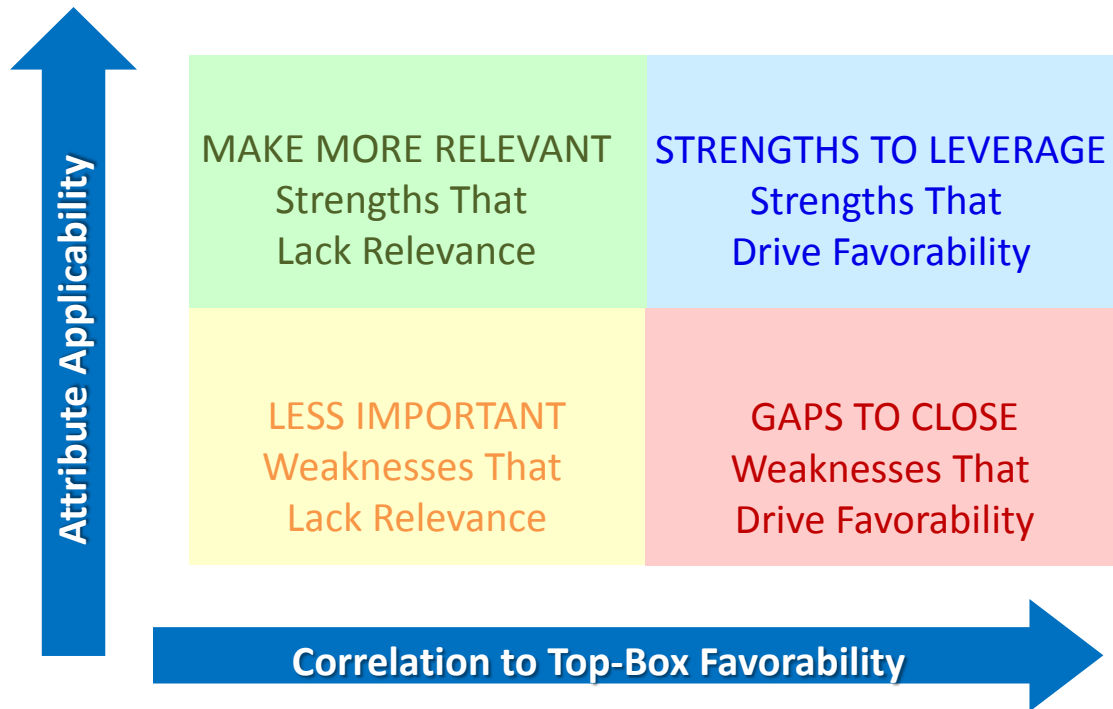 Attribute Applicability
MAKE MORE RELEVANT
Strengths That
Lack Relevance
STRENGTHS TO LEVERAGE
Strengths That
Drive Favorability
LESS IMPORTANT
Weaknesses That
Lack Relevance
GAPS TO CLOSE
Weaknesses That
Drive Favorability
Correlation to Top-Box Favorability